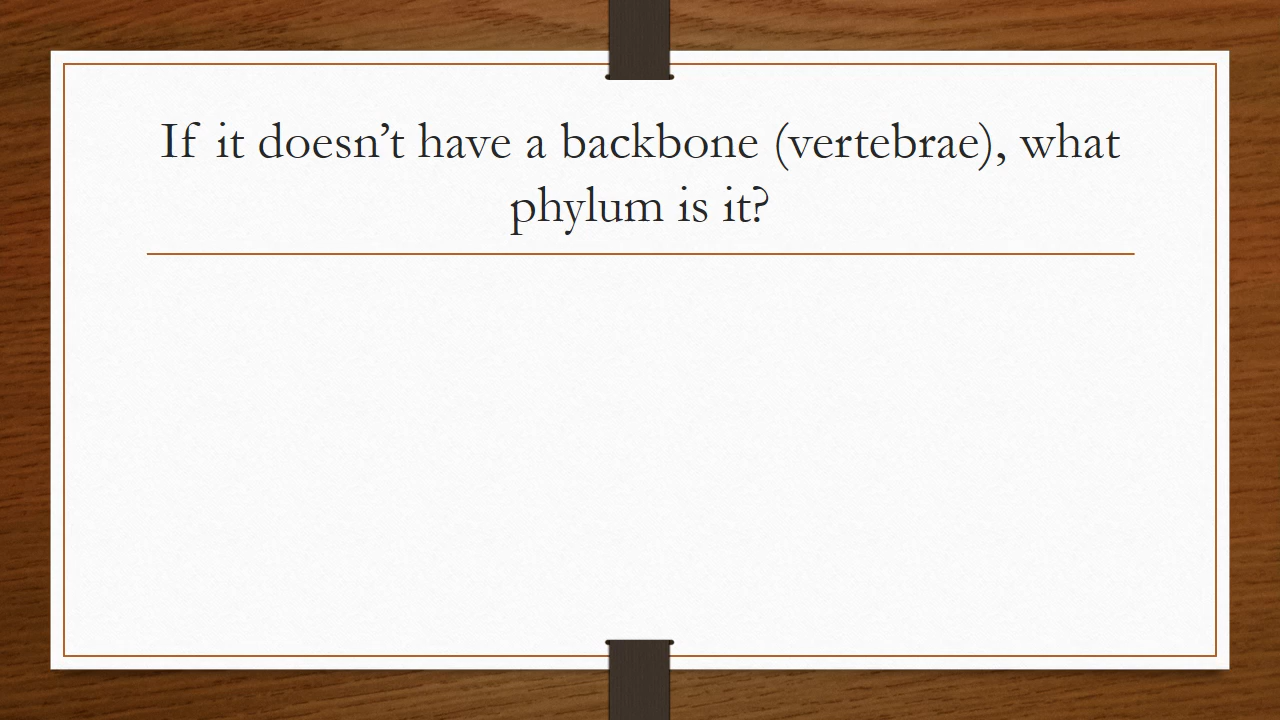 If it doesn’t have a backbone (vertebrae), what
phylum is it?